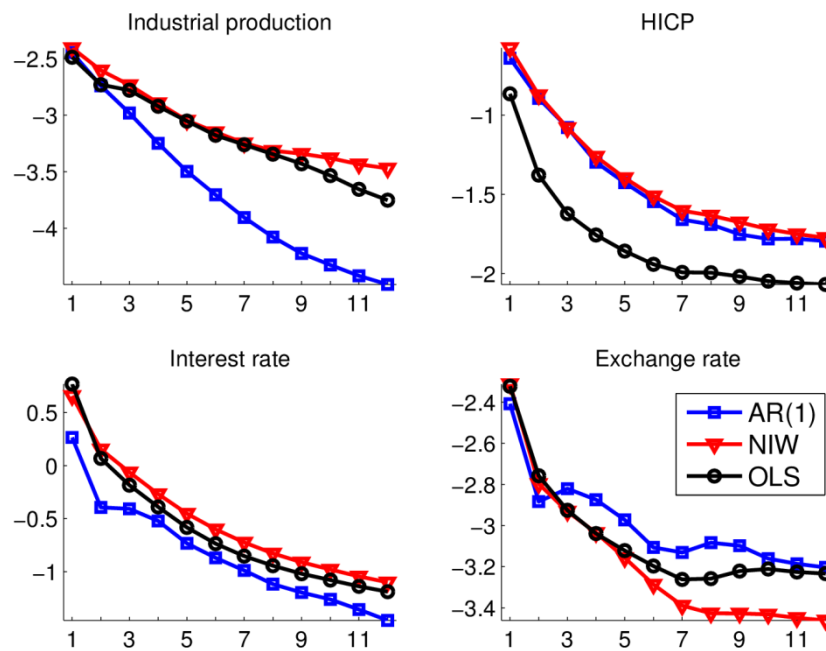 Industrial production
-2.5
-3
-3.5
-4
1 3 5 7 9 11
HICP
-1
-1.5
-2
1 3 5 7 9 11
Interest rate
0.5
0
-0.5
-1
1 3 5 7 9 11
Exchange rate
-2.4
-2.6
-2.8
-3
-3.2
-3.4
1 3 5 7 9 11
AR(1)
NIW
OLS